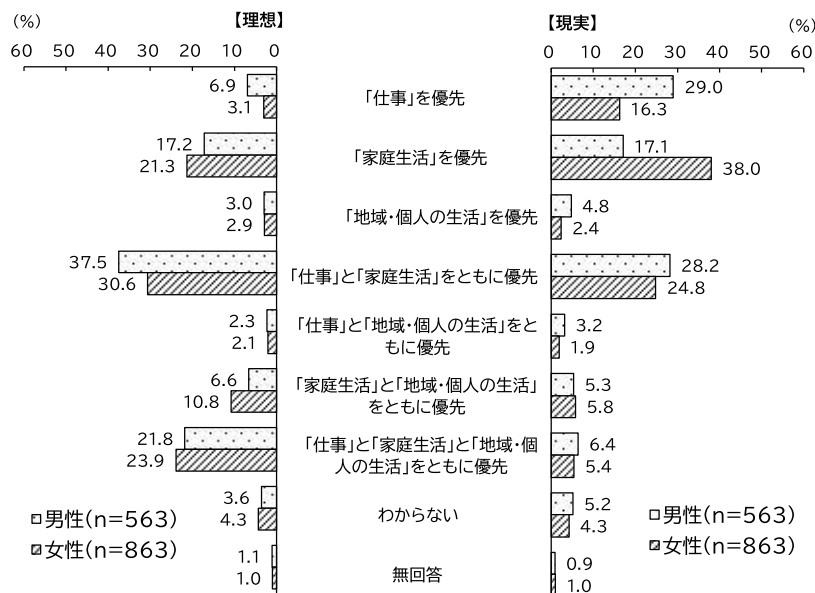 【理想】
【現実】
(%)
(%)
60 50 40 30 20 10 0
0 10 20 30 40 50 60
6.9
3.1
「仕事」を優先
29.0
16.3
17.2
21.3
「家庭生活」を優先
17.1
38.0
3.0
2.9
「地域・個人の生活」を優先
4.8
2.4
37.5
30.6
「仕事」と「家庭生活」をともに優先
28.2
24.8
2.3
2.1
「仕事」と「地域・個人の生活」をと
もに優先
3.2
1.9
6.6
10.8
「家庭生活」と「地域・個人の生活」
をともに優先
5.3
5.8
21.8
23.9
「仕事」と「家庭生活」と「地域・個
人の生活」をともに優先
6.4
5.4
3.6
4.3
わからない
5.2
4.3
男性(n=563)
女性(n=863)
男性(n=563)
女性(n=863)
1.1
1.0
無回答
0.9
1.0